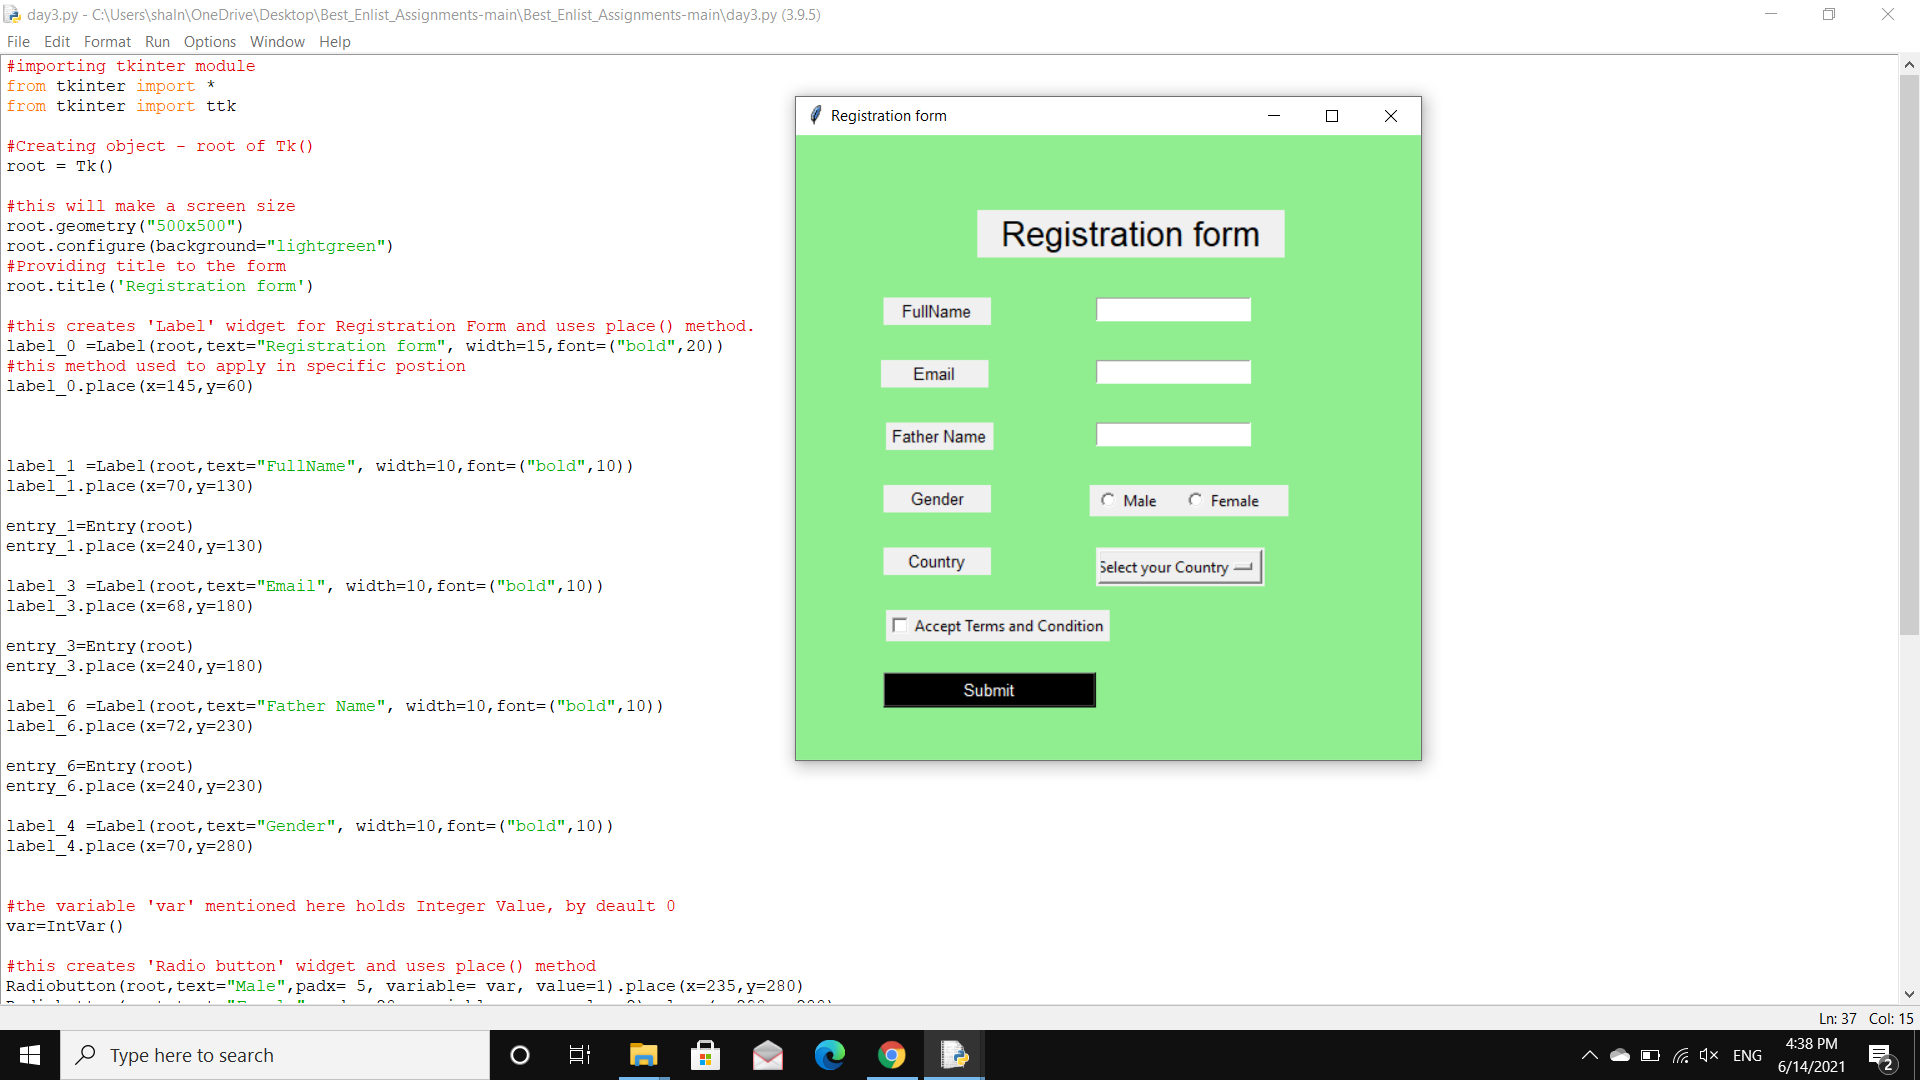 day3.py - C:\Users\shaln\OneDrive\Desktop\Best_Enlist_Assignments-main\Best_Enlist_Assignments-main\day3.py (3.9.5)
File Edit Format Run Options Window Help
#importing tkinter module
from tkinter import *
from tkinter import ttk
#Creating object - root of Tk()
root = Tk()
#this will make a screen size
root.geometry("500x500")
root.configure(background="lightgreen")
#Providing title to the form
root.title('Registration form')
#this creates 'Label' widget for Registration Form and uses place() method.
label_0 =Label(root,text="Registration form", width=15,font=("bold",20))
#this method used to apply in specific postion
label_0.place(x=145,y=60)
label_1 =Label(root,text="FullName", width=10,font=("bold",10))
label_1.place(x=70,y=130)
entry_1=Entry(root)
entry_1.place(x=240,y=130)
label_3 =Label(root,text="Email", width=10,font=("bold",10))
label_3.place(x=68,y=180)
entry_3=Entry(root)
entry_3.place(x=240,y=180)
label_6 =Label(root,text="Father Name", width=10,font=("bold",10))
label_6.place(x=72,y=230)
entry_6=Entry(root)
entry_6.place(x=240,y=230)
label_4 =Label(root,text="Gender", width=10,font=("bold",10))
label_4.place(x=70,y=280)
#the variable 'var' mentioned here holds Integer Value, by deault 0
var=IntVar()
#this creates 'Radio button' widget and uses place() method
Radiobutton(root,text="Male",padx= 5, variable= var, value=1).place(x=235,y=280)
Registration form
Registration form
FullName
Email
Father Name
Gender
Male Female
Country
Select your Country
Accept Terms and Condition
Submit
Ln: 37 Col: 15
Type here to search
ENG
4:38 PM
6/14/2021
2